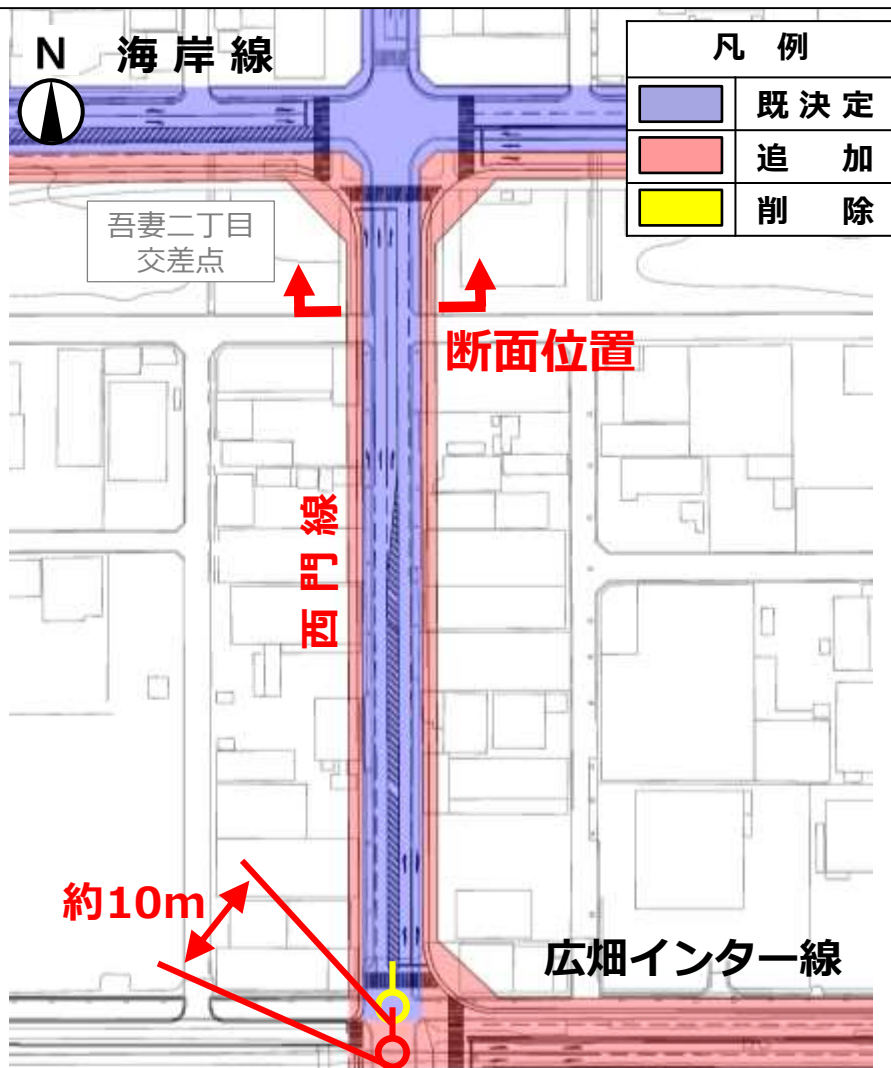 N 海岸線
凡 例
既決定
追 加
削 除
吾妻二丁目
交差点
断面位置
西門線
約10m
広畑インター線